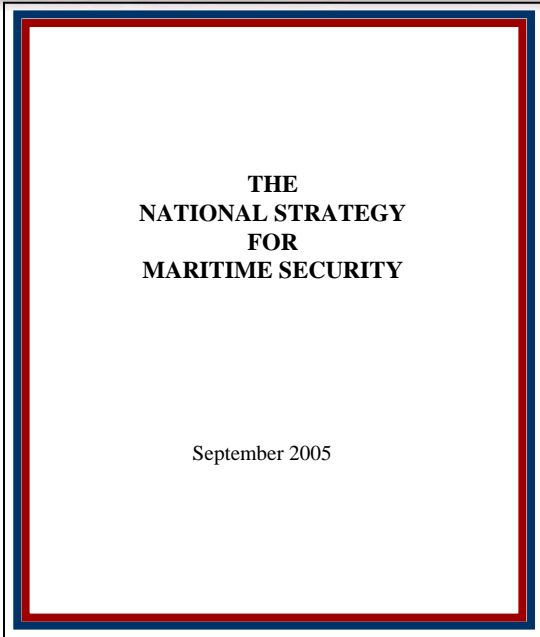 THE
NATIONAL STRATEGY
FOR
MARITIME SECURITY
September 2005